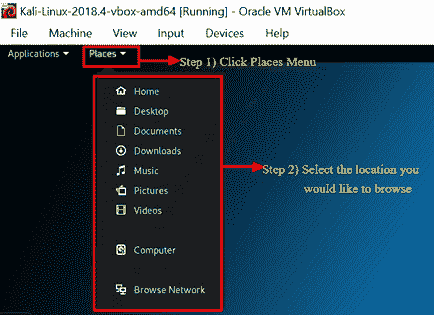 Kali-Linux-2018.4-vbox-amd64 [Running] - Oracle VM VirtualBox
File Machine View Input Devices Help
Applications Places
Step 1) Click Places Menu
Home
Desktop
Documents
Downloads
Music
Step 2) Select the location you
would like to browse
Pictures
Videos
Computer
Browse Network